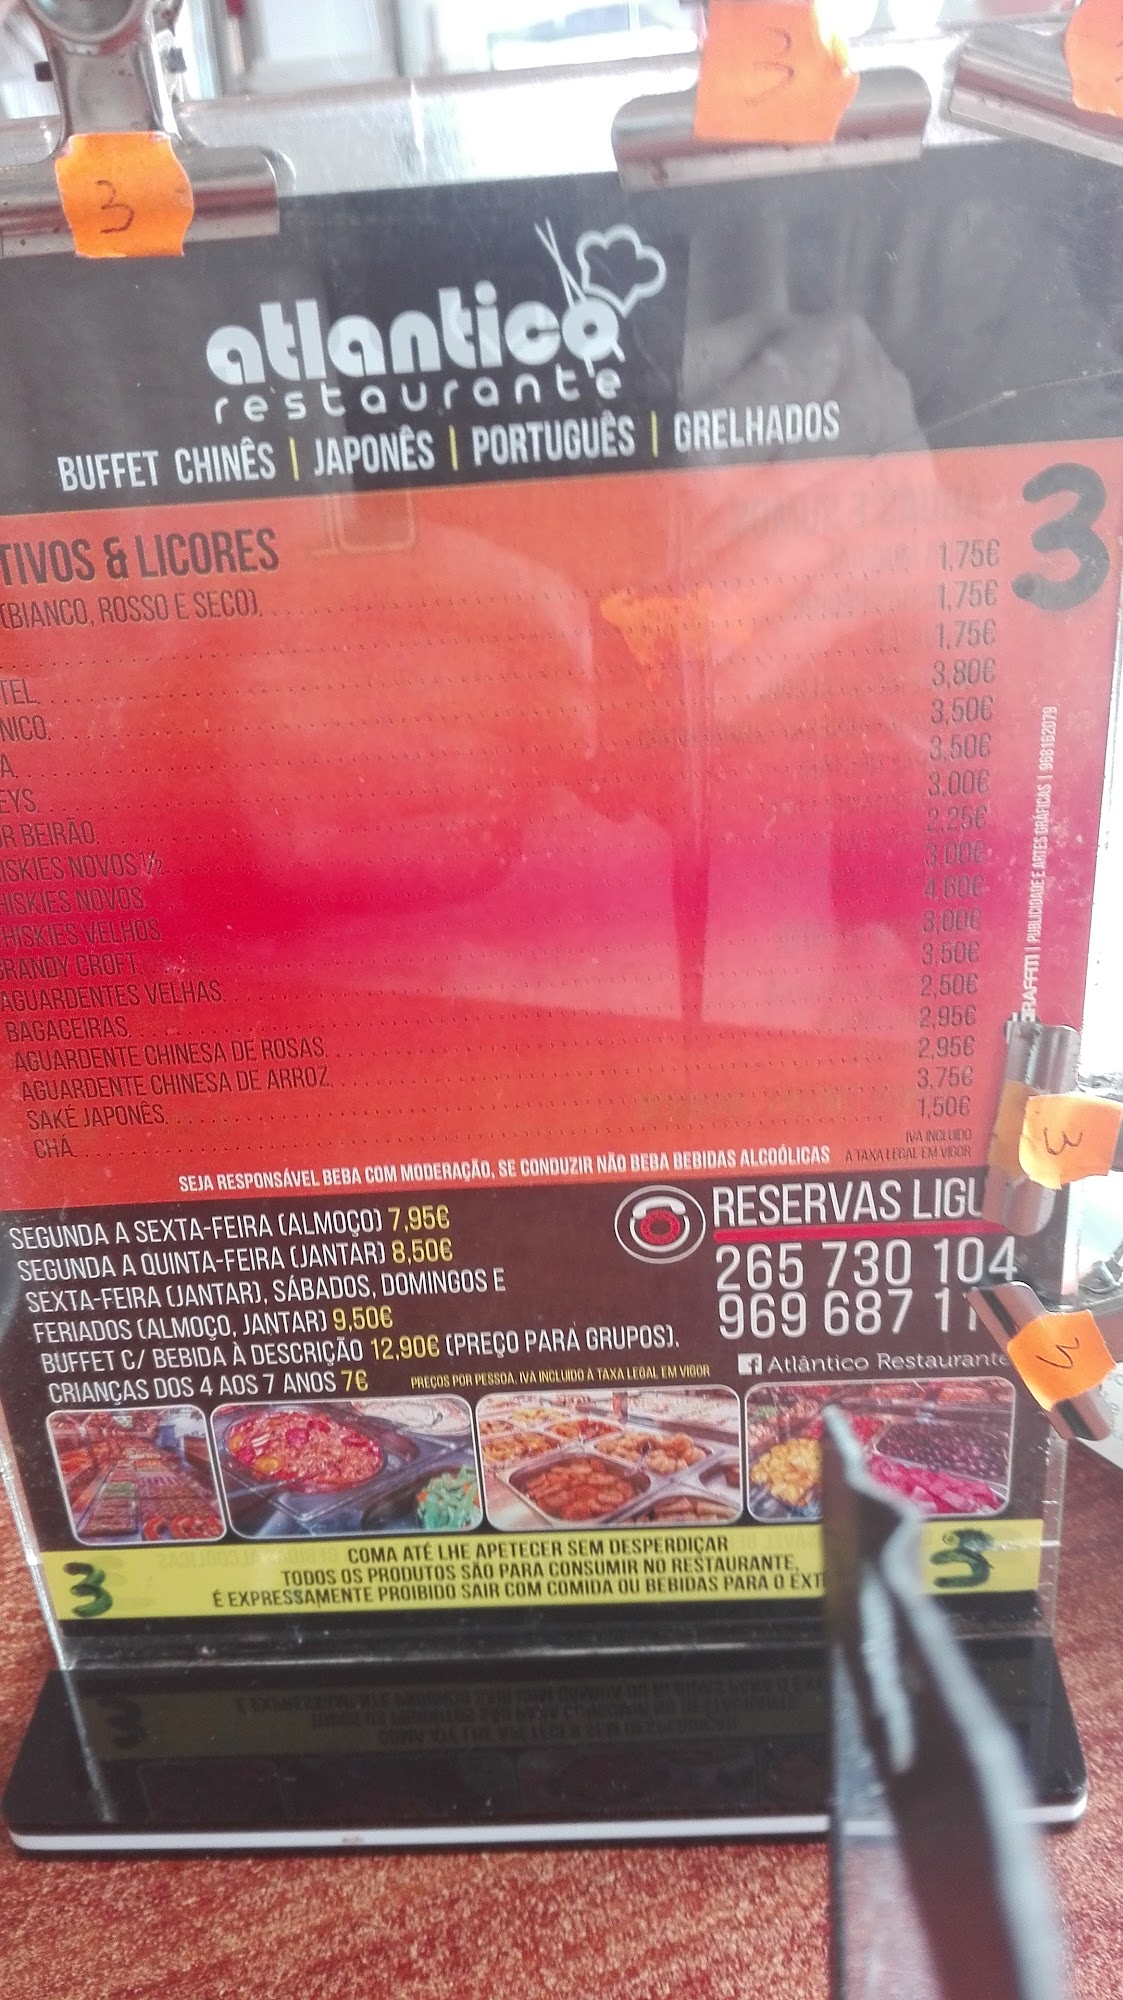 3
3
atlantico
restaurante
BUFFET CHINÊS | JAPONÊS | PORTUGUÊS | GRELHADOS
3
TIVOS & LICORES
(BIANCO, ROSSO E SECO)
TEL
NICO
A
EYS
R BEIRÃO
ISKIES NOVOS ½
HISKIES NOVOS
HISKIES VELHOS
BRANDY CROFT
AGUARDENTES VELHAS
BAGACEIRAS
AGUARDENTE CHINESA DE ROSAS
AGUARDENTE CHINESA DE ARROZ
SAKÉ JAPONÊS
CHÁ
1,75€
1,75€
1,75€
3,80€
3,50€
3,50€
3,00€
2,25€
3,00€
4,60€
3,00€
3,50€
2,50€
2,95€
2,95€
3,75€
1,50€
IVA INCLUIDO
À TAXA LEGAL EM VIGOR
GRAFFITI | PUBLICIDADE E ARTES GRÁFICAS | 968162079
SEJA RESPONSÁVEL BEBA COM MODERAÇÃO, SE CONDUZIR NÃO BEBA BEBIDAS ALCOÓLICAS
3
SEGUNDA A SEXTA-FEIRA (ALMOÇO) 7,95€
SEGUNDA A QUINTA-FEIRA (JANTAR) 8,50€
SEXTA-FEIRA (JANTAR), SÁBADOS, DOMINGOS E
FERIADOS (ALMOÇO, JANTAR) 9,50€
BUFFET C/ BEBIDA À DESCRIÇÃO 12,90€ (PREÇO PARA GRUPOS).
CRIANÇAS DOS 4 AOS 7 ANOS 7€
PREÇOS POR PESSOA, IVA INCLUIDO À TAXA LEGAL EM VIGOR
RESERVAS LIGU
265 730 104
969 687 11
Atlântico Restaurante
3
COMA ATÉ LHE APETECER SEM DESPERDIÇAR
TODOS OS PRODUTOS SÃO PARA CONSUMIR NO RESTAURANTE,
É EXPRESSAMENTE PROIBIDO SAIR COM COMIDA OU BEBIDAS PARA O EXT
3
3